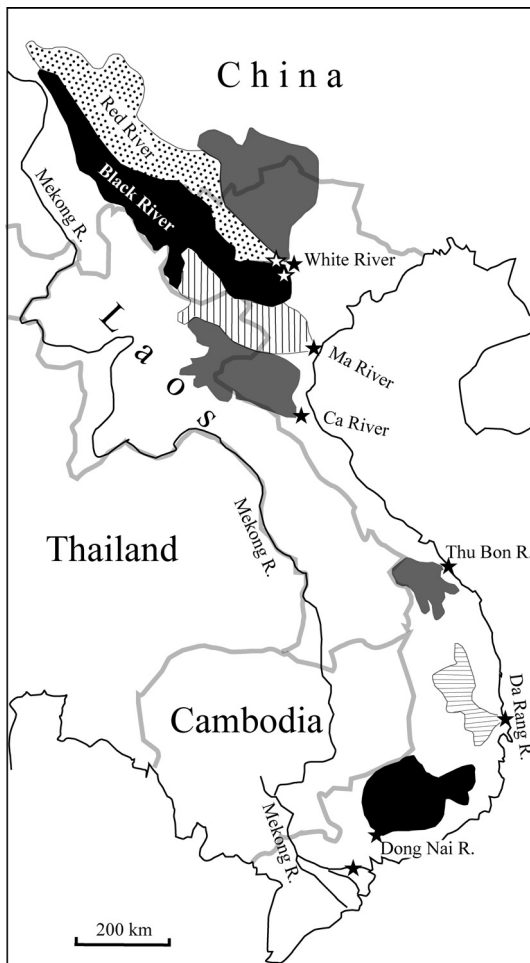 China
Red River
Black River
Mekong R.
White River
Laos
Ma River
Ca River
Mekong R.
Thailand
Thu Bon R.
Da Rang R.
Cambodia
Mekong R.
Dong Nai R.
200 km